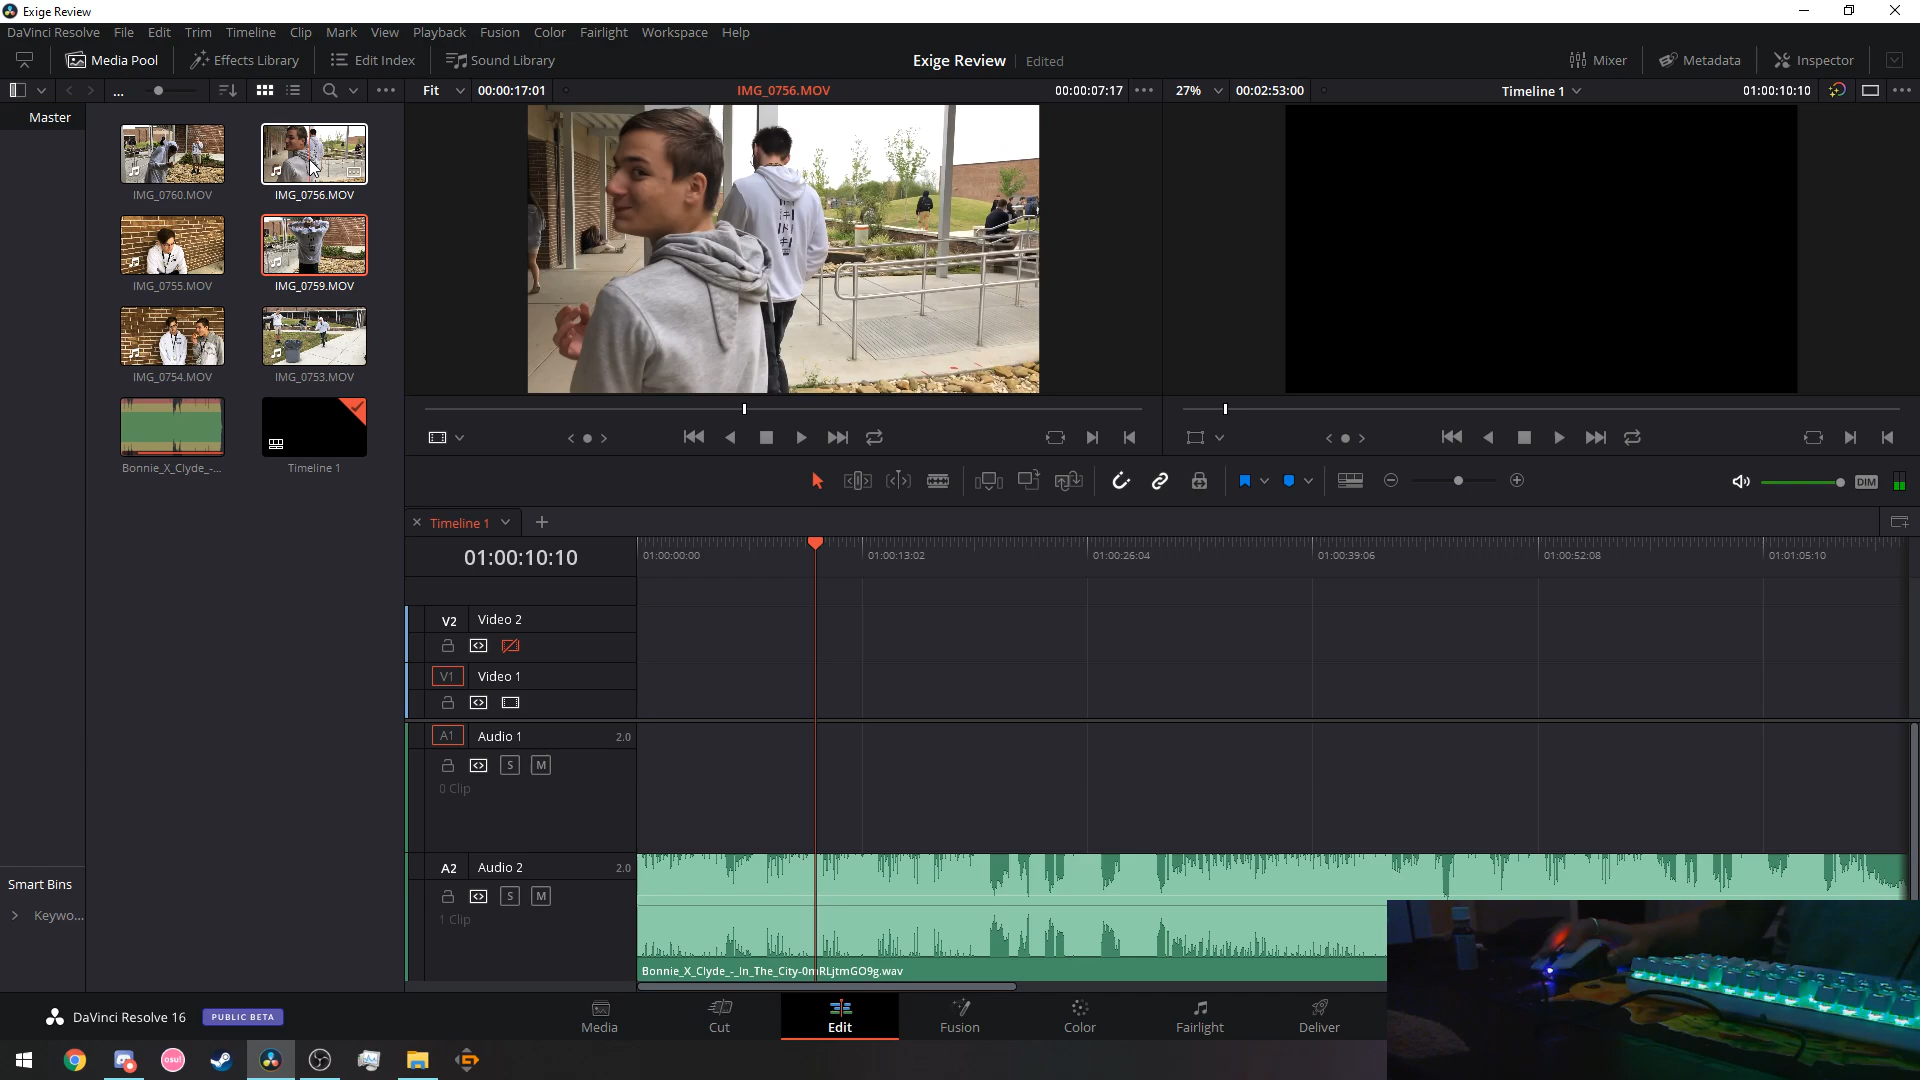 Exige Review
DaVinci Resolve File Edit Trim Timeline Clip Mark View Playback Fusion Color Fairlight Workspace Help
Media Pool Effects Library Edit Index Sound Library Exige Review Edited Mixer Metadata Inspector
... Fit 00:00:17:01 IMG_0756.MOV 00:00:07:17 27% 00:02:53:00 Timeline 1 01:00:10:10
Master
IMG_0760.MOV IMG_0756.MOV
IMG_0755.MOV IMG_0759.MOV
IMG_0754.MOV IMG_0753.MOV
Bonnie_X_Clyde_-... Timeline 1
DIM
Timeline 1
01:00:10:10 01:00:00:00 01:00:13:02 01:00:26:04 01:00:39:06 01:00:52:08 01:01:05:10
V2 Video 2
V1 Video 1
A1 Audio 1 2.0
S M
0 Clip
A2 Audio 2 2.0
S M
1 Clip
Smart Bins
Keywo...
Bonnie_X_Clyde_-_In_The_City-0mRLjtmGO9g.wav
DaVinci Resolve 16 PUBLIC BETA
Media Cut Edit Fusion Color Fairlight Deliver
osu!